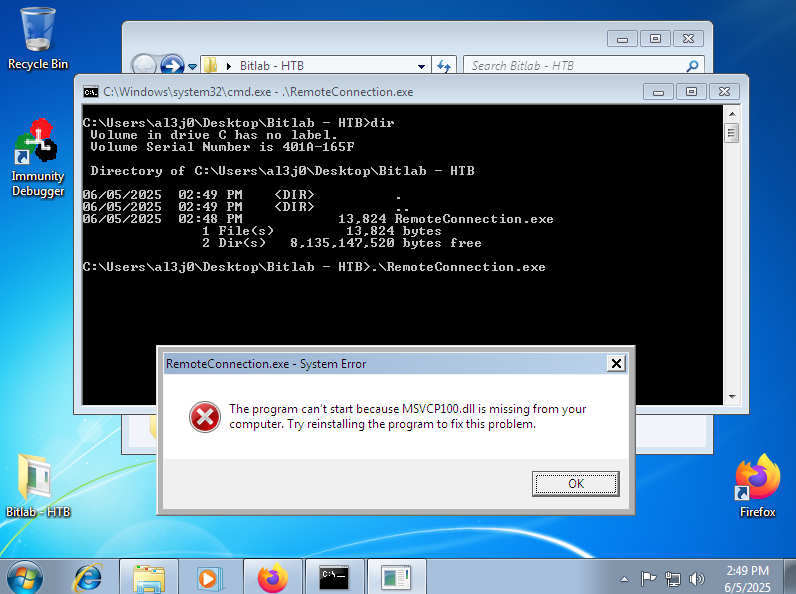 Recycle Bin
Bitlab - HTB
Search Bitlab - HTB
C:\Windows\system32\cmd.exe - .\RemoteConnection.exe
C:\Users\al3j0\Desktop\Bitlab - HTB>dir
Volume in drive C has no label.
Volume Serial Number is 401A-165F
Directory of C:\Users\al3j0\Desktop\Bitlab - HTB
06/05/2025  02:49 PM    <DIR>          .
06/05/2025  02:49 PM    <DIR>          ..
06/05/2025  02:48 PM            13,824 RemoteConnection.exe
1 File(s)         13,824 bytes
2 Dir(s)   8,135,147,520 bytes free
C:\Users\al3j0\Desktop\Bitlab - HTB>.\RemoteConnection.exe
Immunity
Debugger
RemoteConnection.exe - System Error
The program can't start because MSVCP100.dll is missing from your
computer. Try reinstalling the program to fix this problem.
OK
Bitlab - HTB
Firefox
2:49 PM
6/5/2025